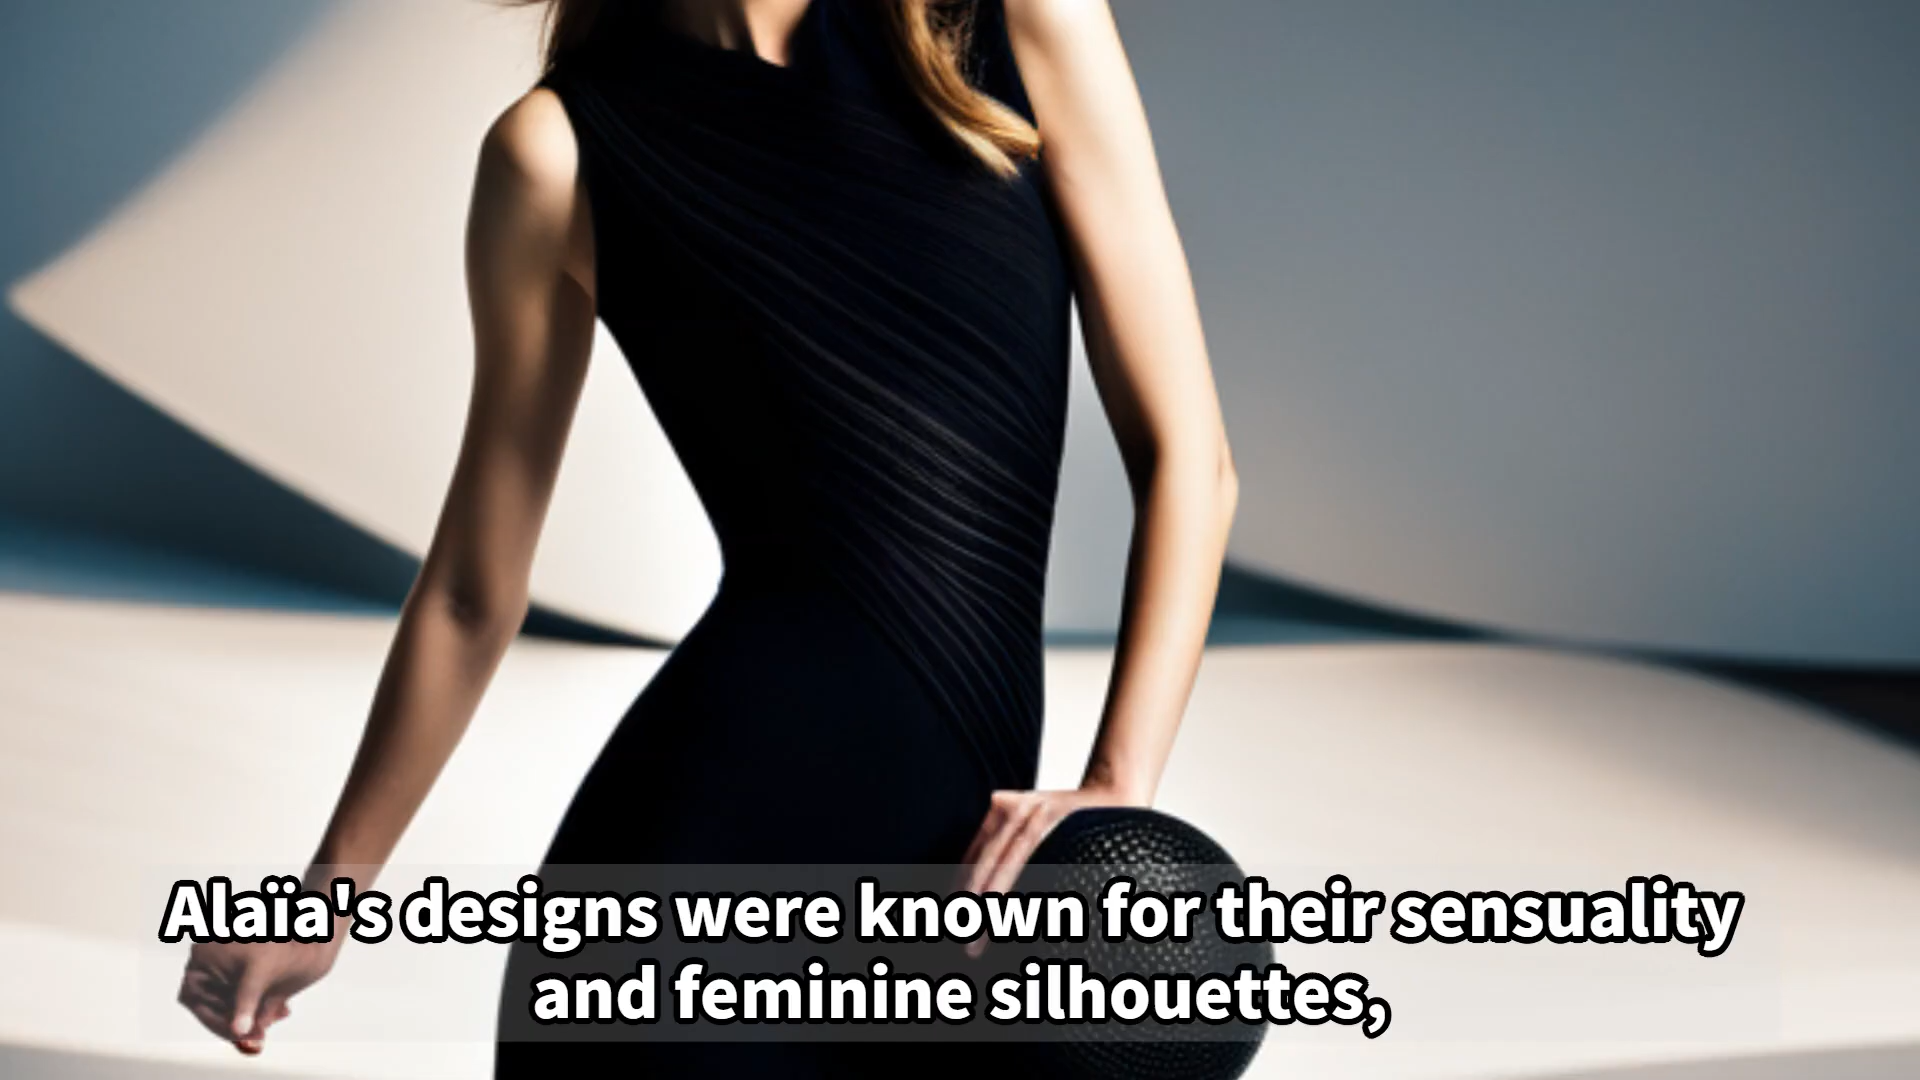 Alaïa's designs were known for their sensuality
and feminine silhouettes,